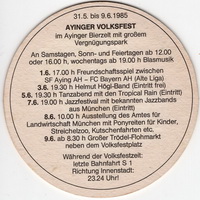 31.5. bis 9.6.1985
AYINGER VOLKSFEST
im Ayinger Bierzelt mit großem
Vergnügungspark
An Samstagen, Sonn- und Feiertagen ab 12.00
oder 16.00 h, wochentags ab 19.00 h Blasmusik
1.6. 17.00 h Freundschaftsspiel zwischen
SF Aying AH – FC Bayern AH (Alte Liga)
3.6. 19.30 h Helmut Högl-Band (Eintritt frei)
5.6. 19.30 h Tanzabend mit den Tropical Rain (Eintritt)
7.6. 20.00 h Jazzfestival mit bekannten Jazzbands
aus München (Eintritt)
8.6. 10.00 h Ausstellung des Amtes für
Landwirtschaft München mit Ponyreiten für Kinder,
Streichelzoo, Kutschenfahrten etc.
9.6. ab 8.30 h Großer Trödel-Flohmarkt
neben dem Volksfestplatz
Während der Volksfestzeit:
letzte Bahnfahrt S 1
Richtung Innenstadt:
23.24 Uhr!